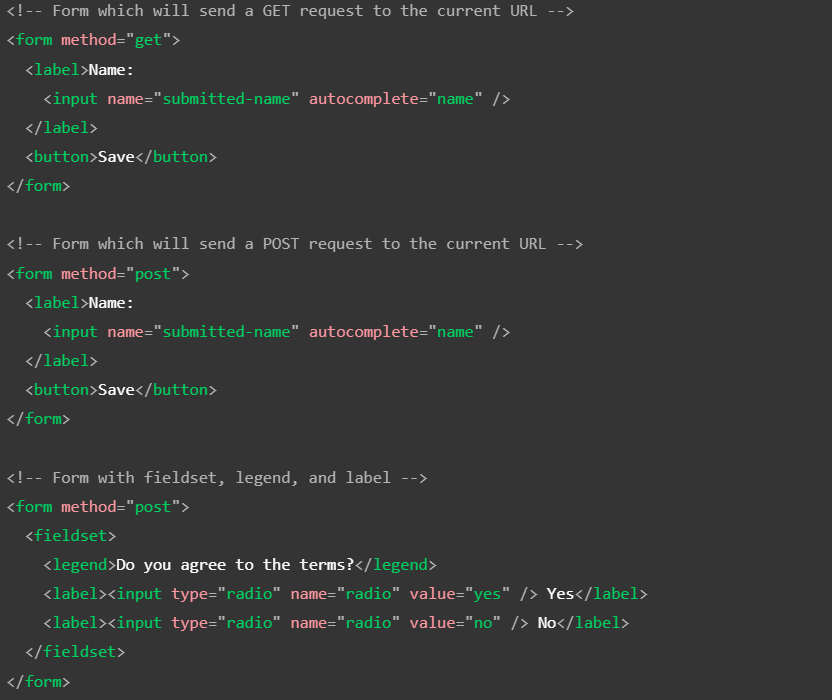 <!-- Form which will send a GET request to the current URL -->
<form method="get">
  <label>Name:
    <input name="submitted-name" autocomplete="name" />
  </label>
  <button>Save</button>
</form>

<!-- Form which will send a POST request to the current URL -->
<form method="post">
  <label>Name:
    <input name="submitted-name" autocomplete="name" />
  </label>
  <button>Save</button>
</form>

<!-- Form with fieldset, legend, and label -->
<form method="post">
  <fieldset>
    <legend>Do you agree to the terms?</legend>
    <label><input type="radio" name="radio" value="yes" /> Yes</label>
    <label><input type="radio" name="radio" value="no" /> No</label>
  </fieldset>
</form>